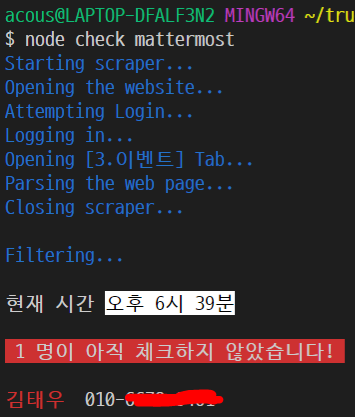 acous@LAPTOP-DFALF3N2 MINGW64 ~/tru
$ node check mattermost
Starting scraper...
Opening the website...
Attempting Login...
Logging in...
Opening [3.이벤트] Tab...
Parsing the web page...
Closing scraper...
Filtering...
현재 시간 오후 6시 39분
1 명이 아직 체크하지 않았습니다!
김태우 010-